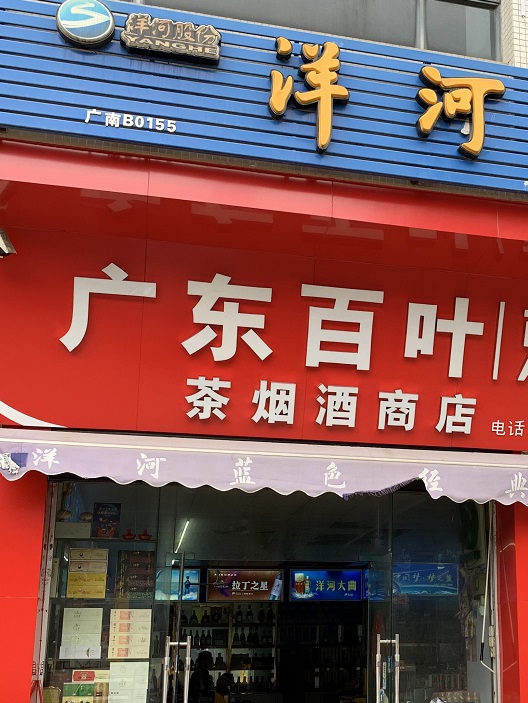 洋河股份
YANGHE
洋河
广南B0155
广东百叶
茶烟酒商店
电话
洋河蓝色经典
拉丁之星
洋河大曲